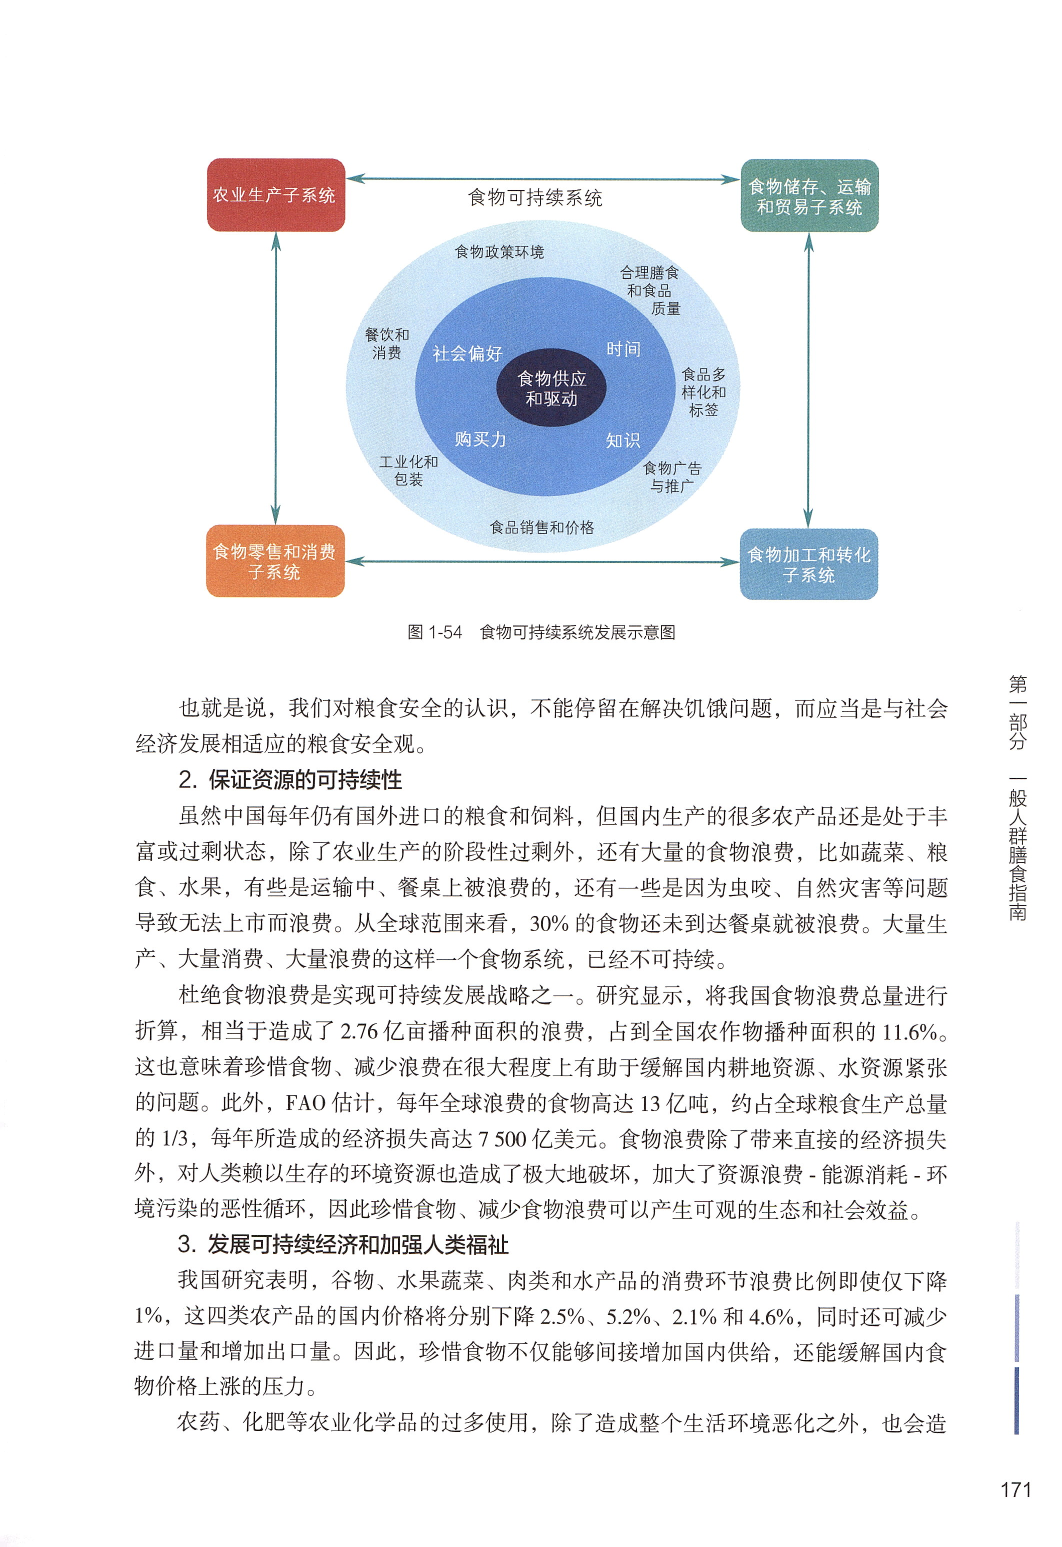 农业生产子系统
食物储存、运输
和贸易子系统
食物可持续系统
食物政策环境
合理膳食
和食品
质量
餐饮和
消费
社会偏好
时间
食物供应
和驱动
食品多
样化和
标签
购买力
知识
工业化和
包装
食物广告
与推广
食品销售和价格
食物零售和消费
子系统
食物加工和转化
子系统
图 1-54　食物可持续系统发展示意图
也就是说，我们对粮食安全的认识，不能停留在解决饥饿问题，而应当是与社会
经济发展相适应的粮食安全观。
2. 保证资源的可持续性
虽然中国每年仍有国外进口的粮食和饲料，但国内生产的很多农产品还是处于丰
富或过剩状态，除了农业生产的阶段性过剩外，还有大量的食物浪费，比如蔬菜、粮
食、水果，有些是运输中、餐桌上被浪费的，还有一些是因为虫咬、自然灾害等问题
导致无法上市而浪费。从全球范围来看，30% 的食物还未到达餐桌就被浪费。大量生
产、大量消费、大量浪费的这样一个食物系统，已经不可持续。
杜绝食物浪费是实现可持续发展战略之一。研究显示，将我国食物浪费总量进行
折算，相当于造成了 2.76 亿亩播种面积的浪费，占到全国农作物播种面积的 11.6%。
这也意味着珍惜食物、减少浪费在很大程度上有助于缓解国内耕地资源、水资源紧张
的问题。此外，FAO 估计，每年全球浪费的食物高达 13 亿吨，约占全球粮食生产总量
的 1/3，每年所造成的经济损失高达 7 500 亿美元。食物浪费除了带来直接的经济损失
外，对人类赖以生存的环境资源也造成了极大地破坏，加大了资源浪费 - 能源消耗 - 环
境污染的恶性循环，因此珍惜食物、减少食物浪费可以产生可观的生态和社会效益。
3. 发展可持续经济和加强人类福祉
我国研究表明，谷物、水果蔬菜、肉类和水产品的消费环节浪费比例即使仅下降
1%，这四类农产品的国内价格将分别下降 2.5%、5.2%、2.1% 和 4.6%，同时还可减少
进口量和增加出口量。因此，珍惜食物不仅能够间接增加国内供给，还能缓解国内食
物价格上涨的压力。
农药、化肥等农业化学品的过多使用，除了造成整个生活环境恶化之外，也会造
第一部分　一般人群膳食指南
171